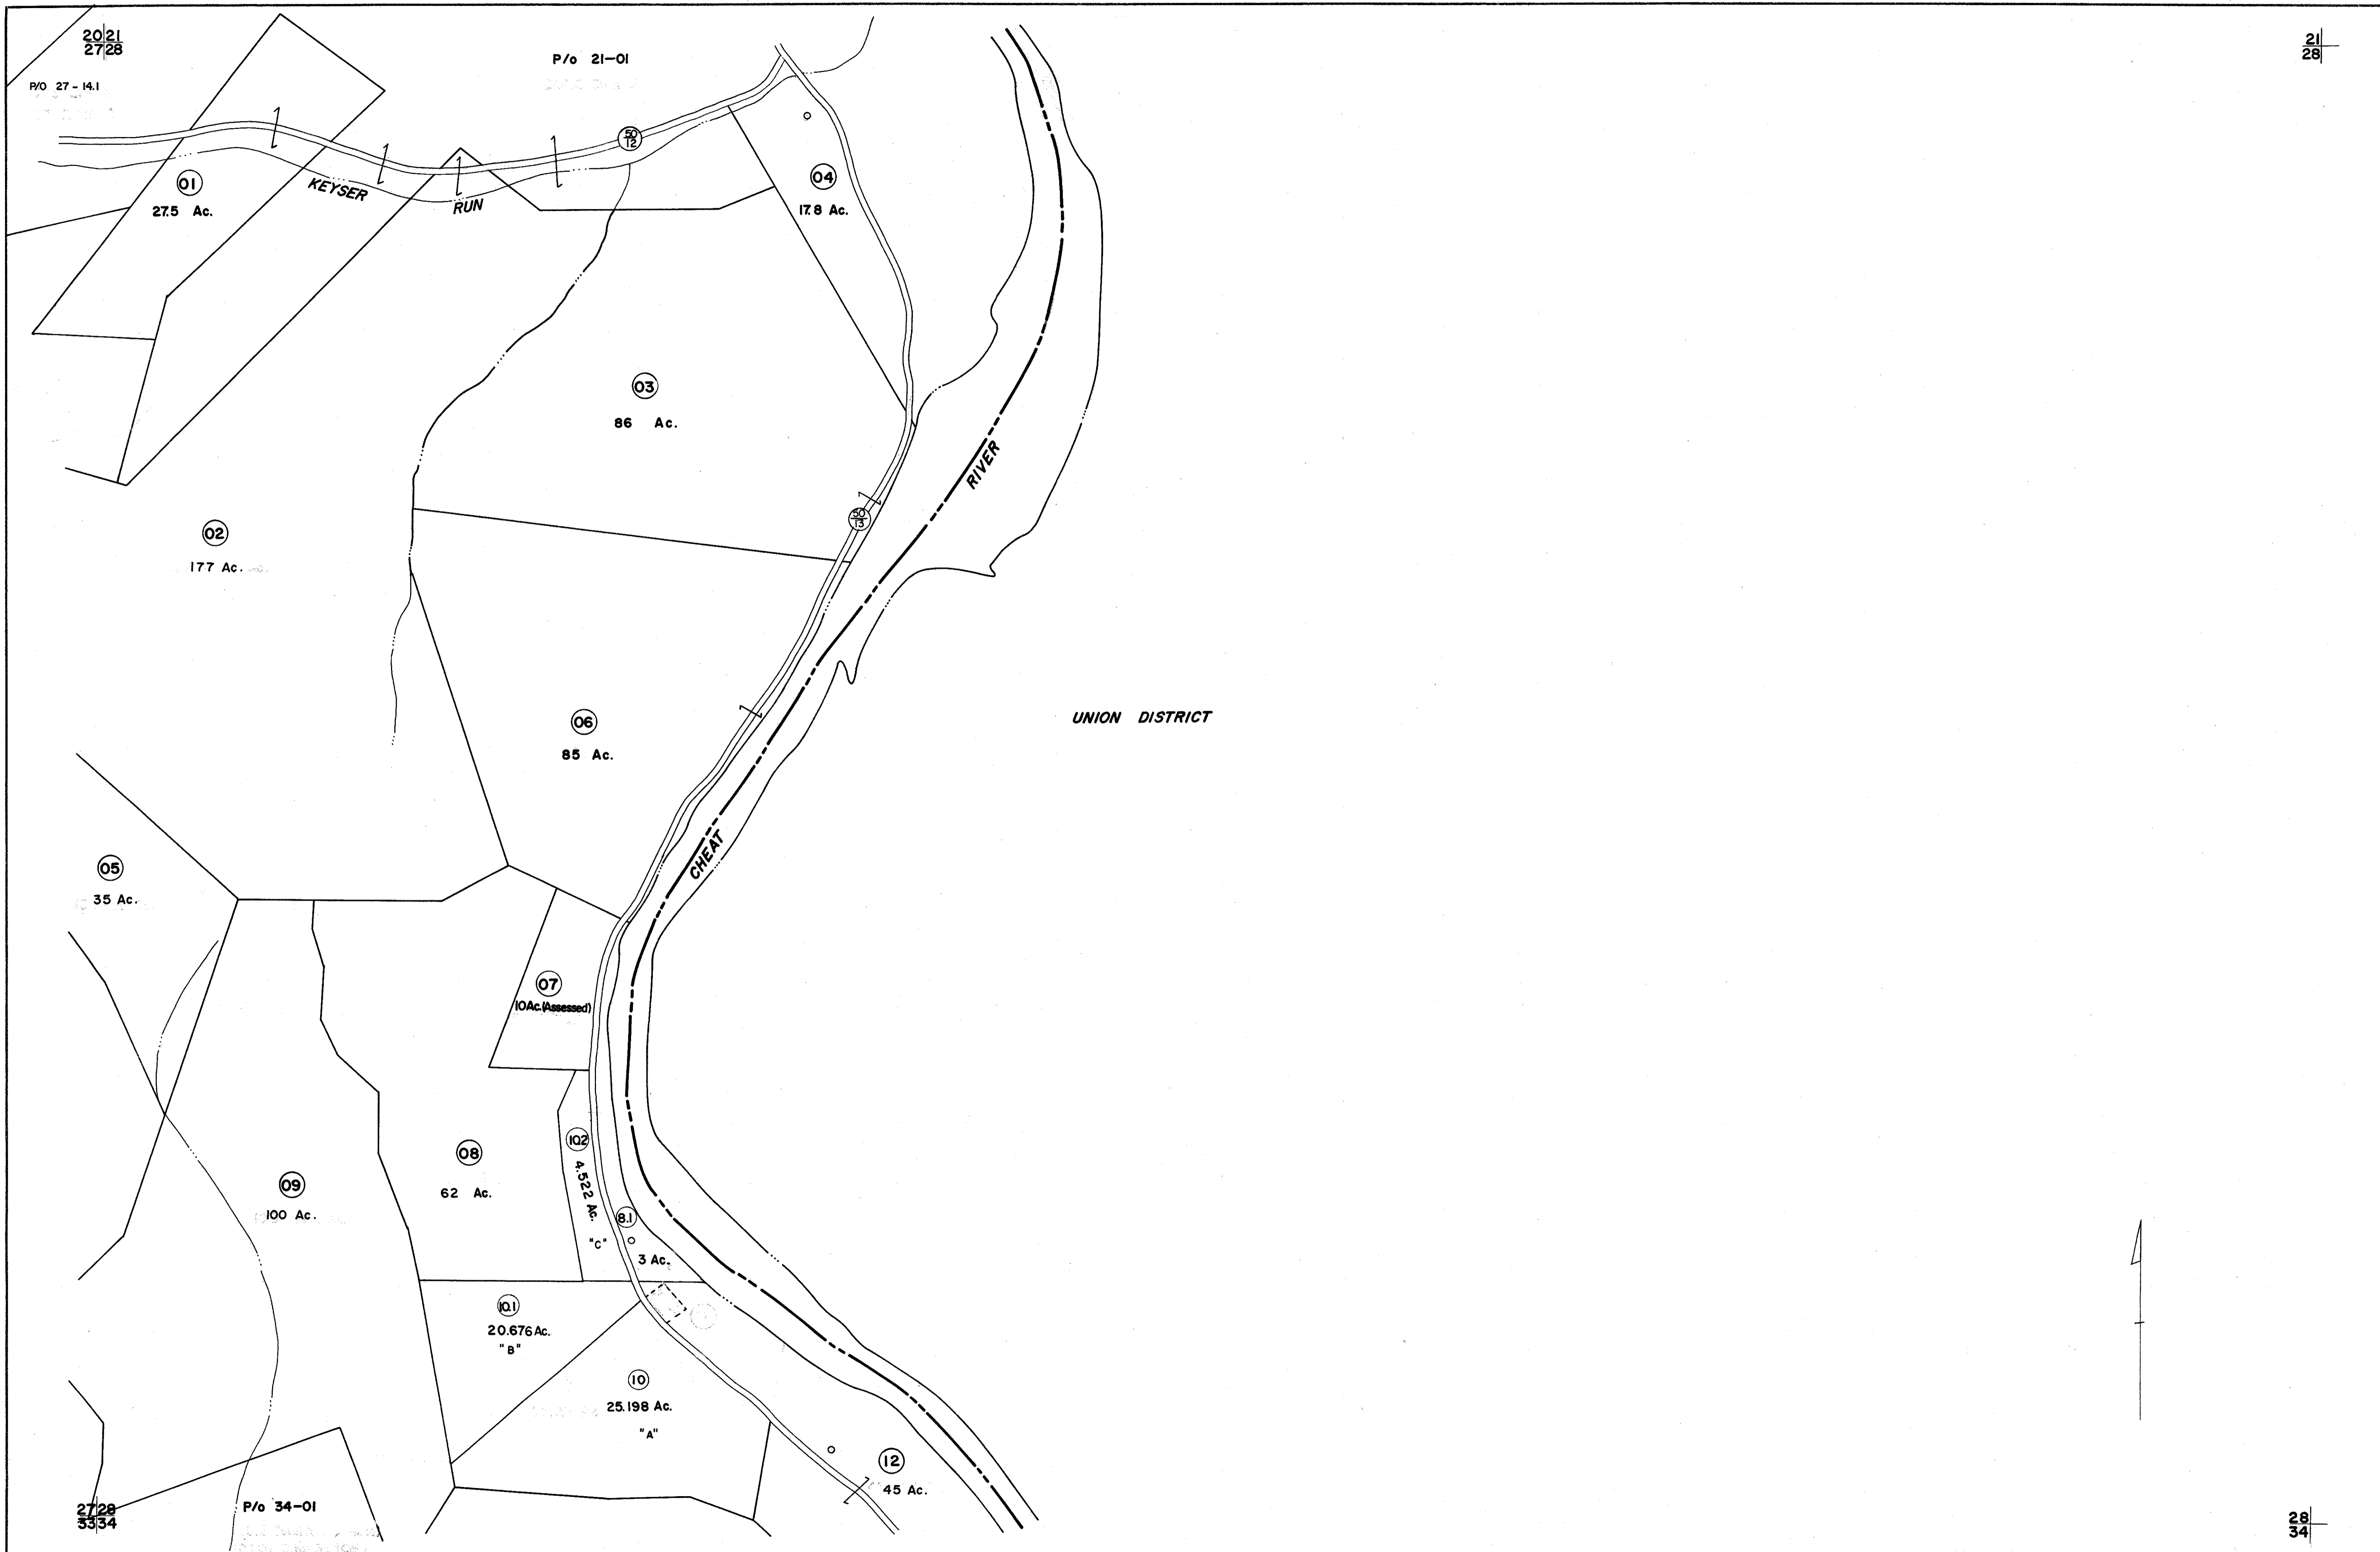 20 21
27 28
P/o 21-01
21
28
P/O 27 - 14.1
50
12
01
27.5 Ac.
KEYSER RUN
04
17.8 Ac.
03
86 Ac.
RIVER
50
13
02
177 Ac.
06
85 Ac.
UNION DISTRICT
CHEAT
05
35 Ac.
07
10Ac.(Assessed)
10.2
4.522 Ac.
"C"
08
62 Ac.
09
100 Ac.
8.1
3 Ac.
10.1
20.676 Ac.
"B"
10
25.198 Ac.
"A"
12
45 Ac.
27 28
33 34
P/o 34-01
28
34